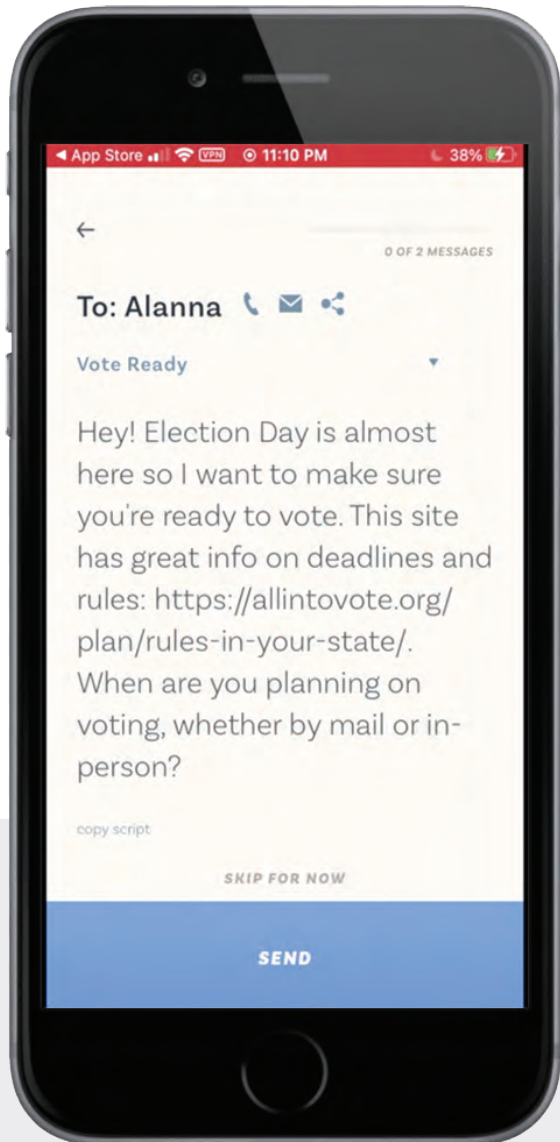 App Store VPN 11:10 PM 38%
0 OF 2 MESSAGES
To: Alanna
Vote Ready
Hey! Election Day is almost
here so I want to make sure
you're ready to vote. This site
has great info on deadlines and
rules: https://allintovote.org/
plan/rules-in-your-state/.
When are you planning on
voting, whether by mail or in-
person?
copy script
SKIP FOR NOW
SEND